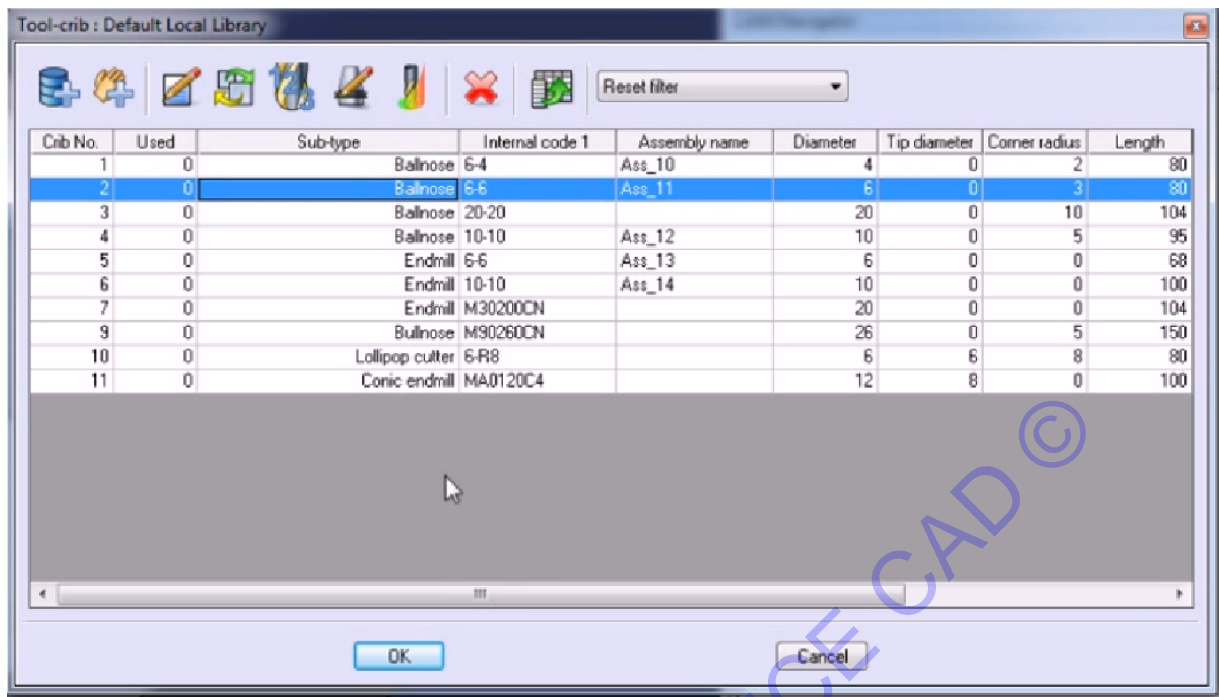 Tool-crib : Default Local Library
Reset filter
Crib No. Used Sub-type Internal code 1 Assembly name Diameter Tip diameter Corner radius Length
1 0 Ballnose 6-4 Ass_10 4 0 2 80
2 0 Ballnose 6-6 Ass_11 6 0 3 80
3 0 Ballnose 20-20 20 0 10 104
4 0 Ballnose 10-10 Ass_12 10 0 5 95
5 0 Endmill 6-6 Ass_13 6 0 0 68
6 0 Endmill 10-10 Ass_14 10 0 0 100
7 0 Endmill M30200CN 20 0 0 104
9 0 Bullnose M90260CN 26 0 5 150
10 0 Lollipop cutter 6-R8 6 6 8 80
11 0 Conic endmill MA0120C4 12 8 0 100
OK Cancel
CE CAD ©